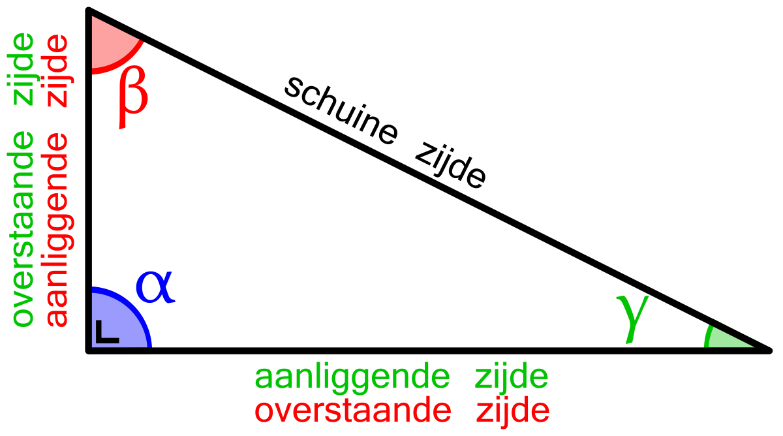 overstaande zijde
aanliggende zijde
β
schuine zijde
α
γ
aanliggende zijde
overstaande zijde